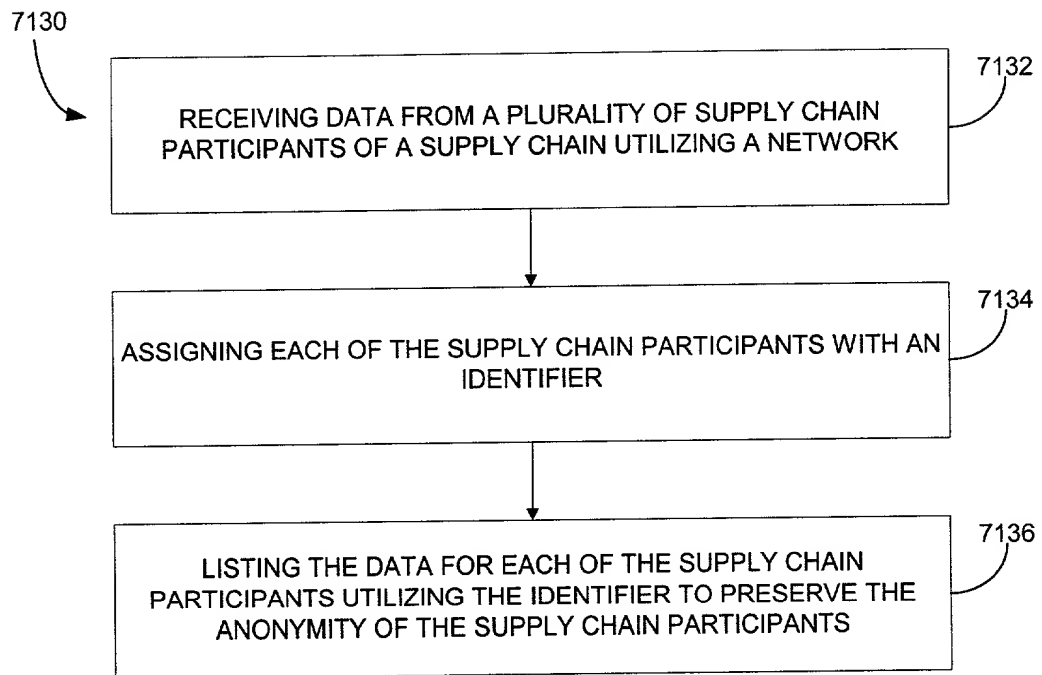 7130
7132
RECEIVING DATA FROM A PLURALITY OF SUPPLY CHAIN
PARTICIPANTS OF A SUPPLY CHAIN UTILIZING A NETWORK
7134
ASSIGNING EACH OF THE SUPPLY CHAIN PARTICIPANTS WITH AN
IDENTIFIER
7136
LISTING THE DATA FOR EACH OF THE SUPPLY CHAIN
PARTICIPANTS UTILIZING THE IDENTIFIER TO PRESERVE THE
ANONYMITY OF THE SUPPLY CHAIN PARTICIPANTS